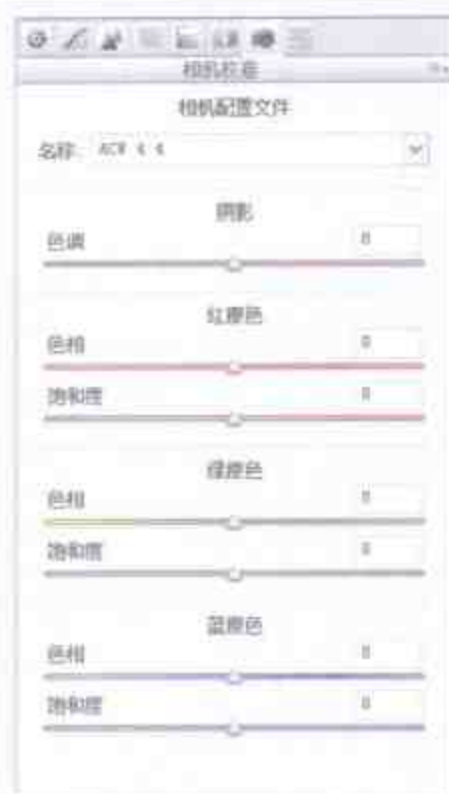 相机校准
相机配置文件
名称: ACR 4.4
阴影
色调 0
红原色
色相 0
饱和度 0
绿原色
色相 0
饱和度 0
蓝原色
色相 0
饱和度 0